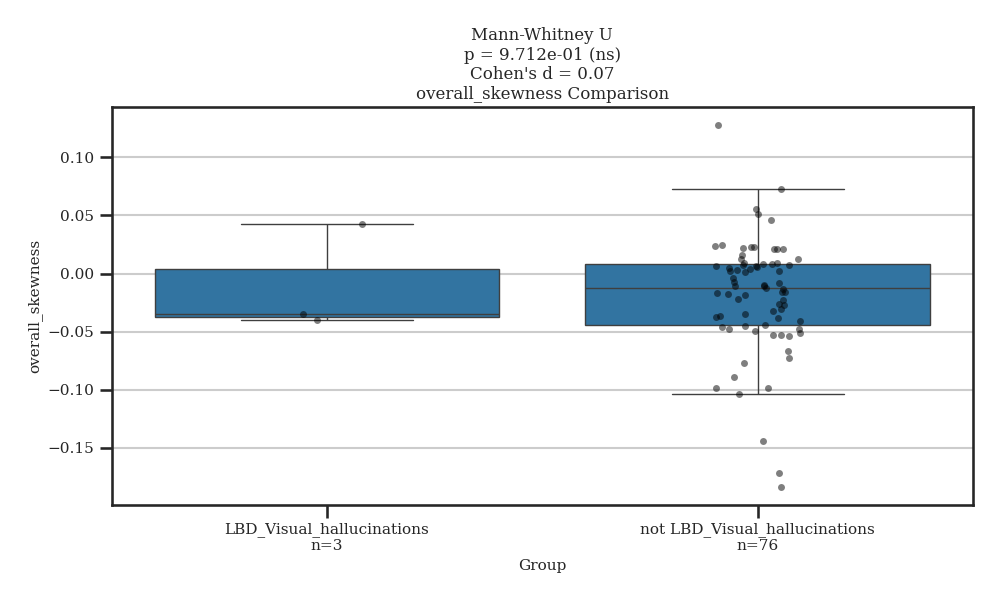 Mann-Whitney U
p = 9.712e-01 (ns)
Cohen's d = 0.07
overall_skewness Comparison
overall_skewness
0.10
0.05
0.00
−0.05
−0.10
−0.15
LBD_Visual_hallucinations
n=3
not LBD_Visual_hallucinations
n=76
Group